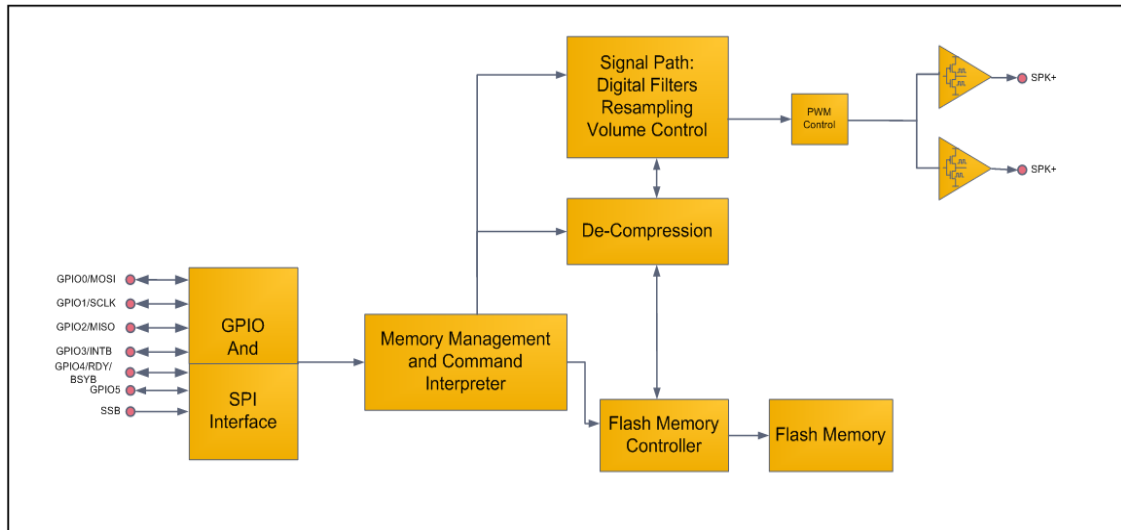 Signal Path:
Digital Filters
Resampling
Volume Control
PWM
Control
SPK+
SPK+
De-Compression
GPIO0/MOSI
GPIO1/SCLK
GPIO2/MISO
GPIO3/INTB
GPIO4/RDY/
BSYB
GPIO5
SSB
GPIO
And
SPI
Interface
Memory Management
and Command
Interpreter
Flash Memory
Controller
Flash Memory